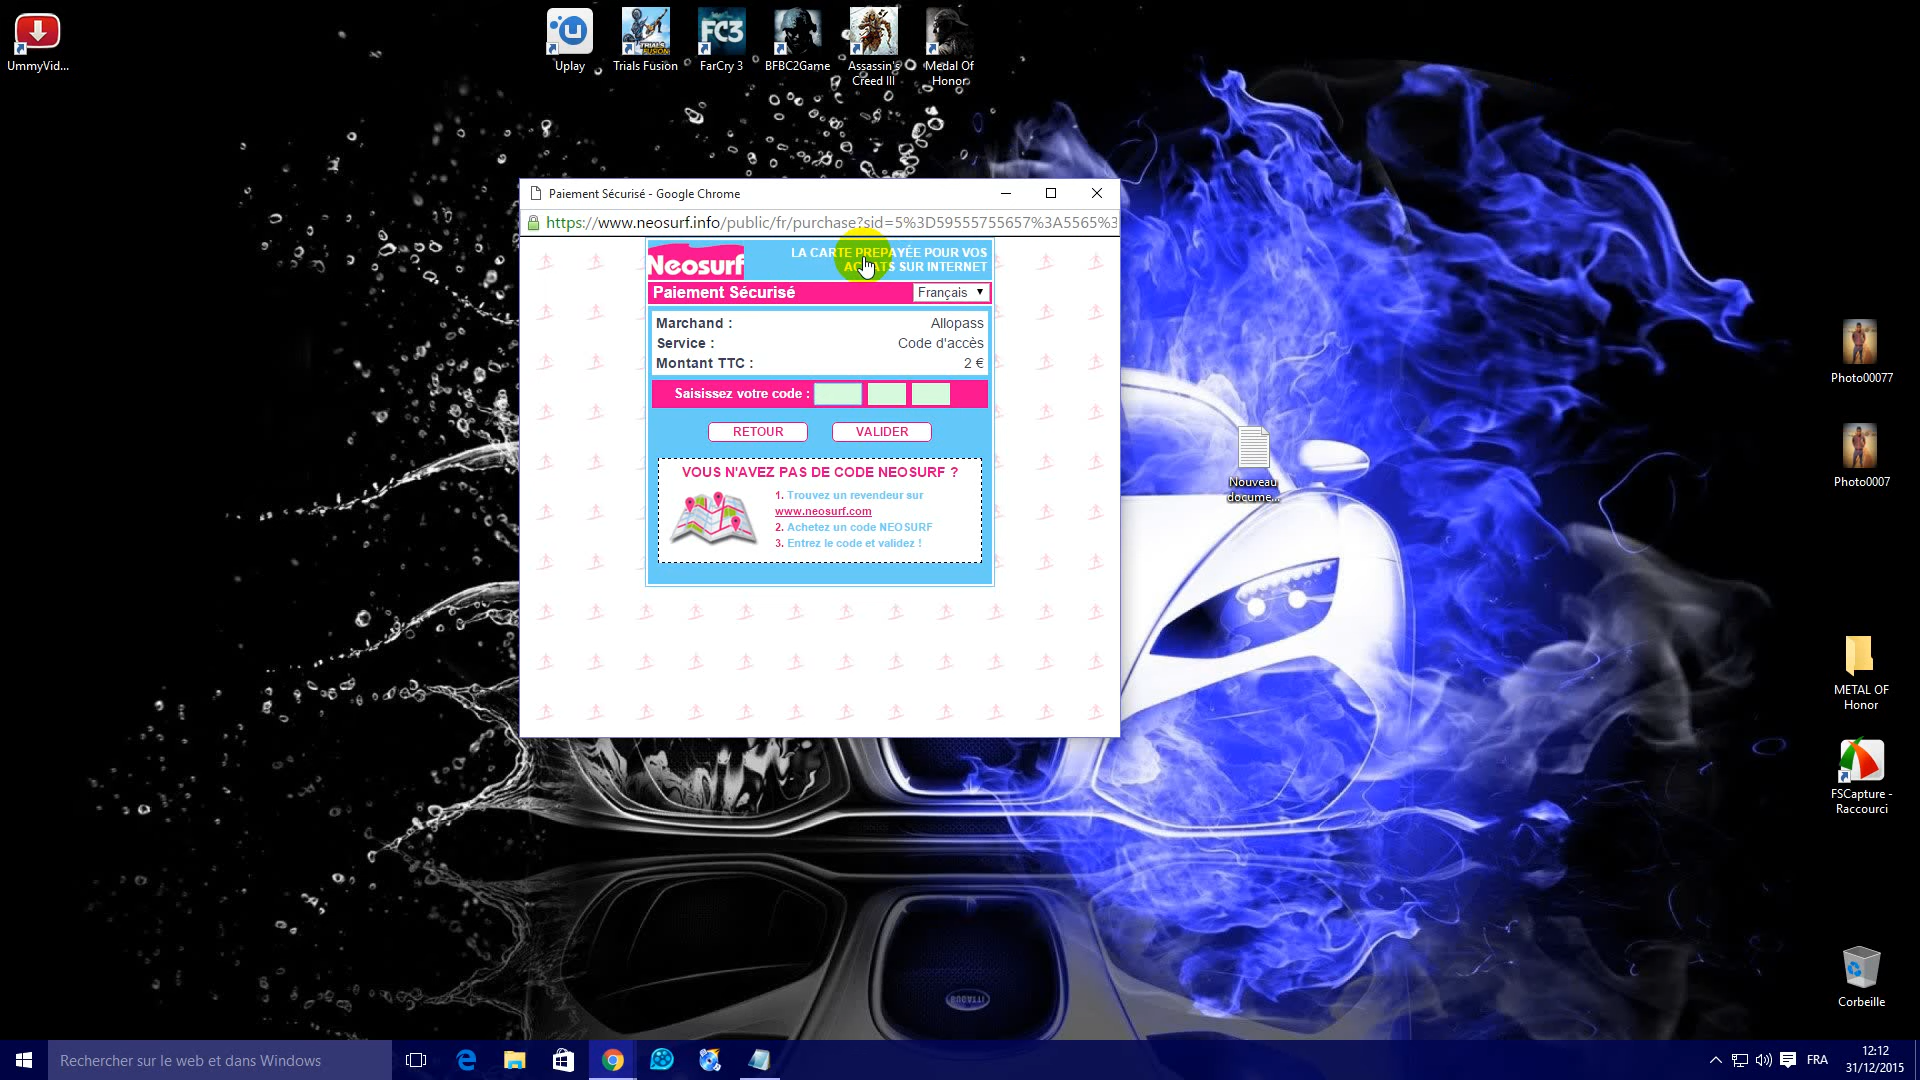 UmmyVid...
Uplay
Trials Fusion
FarCry 3
BFBC2Game
Assassin's
Creed III
Medal Of
Honor
TRIALS
FUSION
FC3
Paiement Sécurisé - Google Chrome
https://www.neosurf.info/public/fr/purchase?sid=5%3D59555755657%3A5565%3
Neosurf
LA CARTE PREPAYÉE POUR VOS
ACHATS SUR INTERNET
Paiement Sécurisé
Français
Marchand :
Allopass
Service :
Code d'accès
Montant TTC :
2 €
Saisissez votre code :
RETOUR
VALIDER
VOUS N'AVEZ PAS DE CODE NEOSURF ?
1. Trouvez un revendeur sur
www.neosurf.com
2. Achetez un code NEOSURF
3. Entrez le code et validez !
Photo00077
Nouveau
docume...
Photo0007
METAL OF
Honor
FSCapture -
Raccourci
Corbeille
Rechercher sur le web et dans Windows
FRA
12:12
31/12/2015